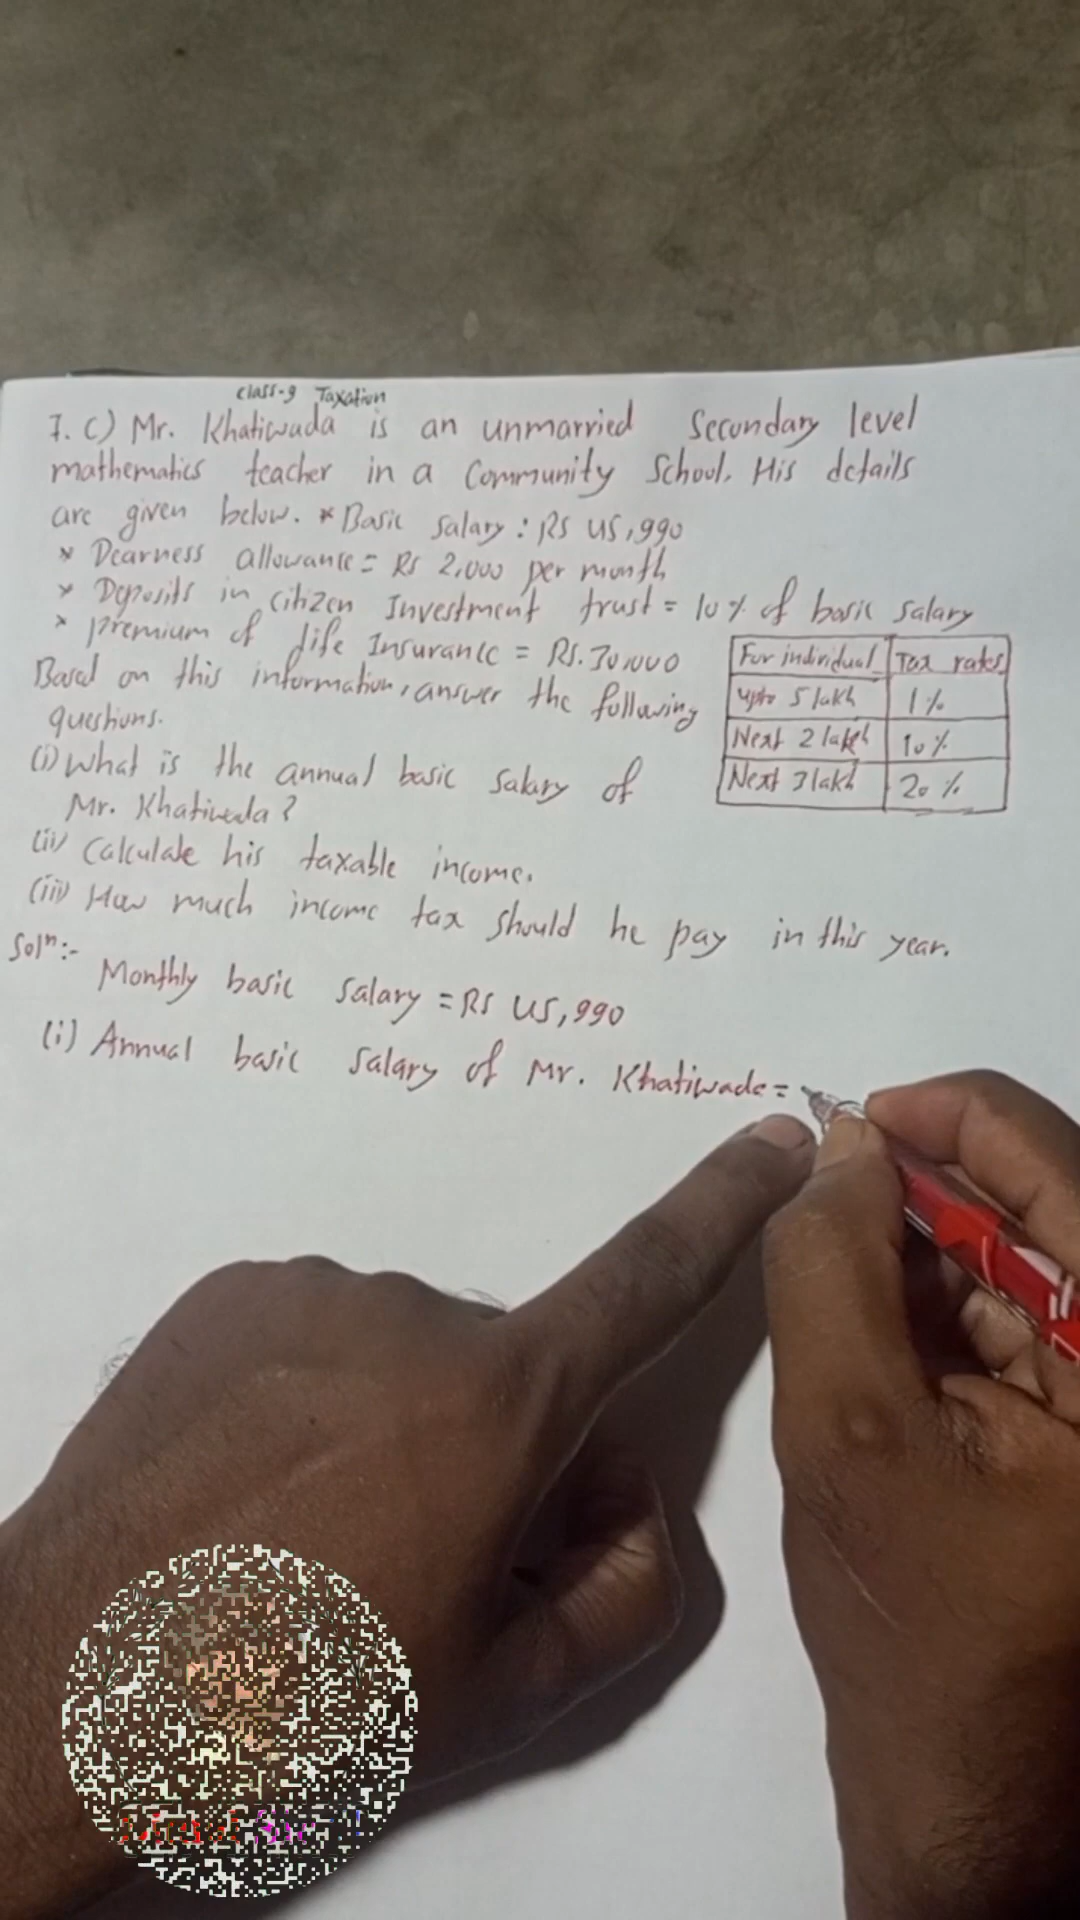 Class-9 Taxation
7. c) Mr. Khatiwada is an unmarried Secondary level
mathematics teacher in a Community School. His details
are given below. * Basic salary: Rs 45,990
* Dearness allowance = Rs 2,000 per month
* Deposits in citizen Investment trust = 10% of basic salary
* premium of life Insurance = Rs. 30,000
For individual Tax rates
upto 5 lakh 1%
Next 2 lakh 10%
Next 3 lakh 20%
Based on this information, answer the following
questions.
(i) What is the annual basic salary of
Mr. Khatiwada?
(ii) Calculate his taxable income.
(iii) How much income tax should he pay in this year.
Solⁿ:-
Monthly basic salary = Rs 45,990
(i) Annual basic salary of Mr. Khatiwada =